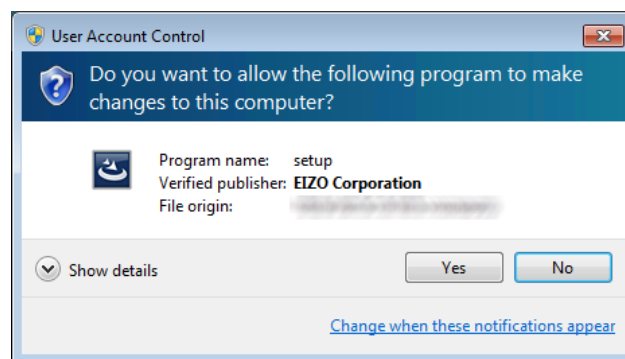 User Account Control
Do you want to allow the following program to make
changes to this computer?
Program name: setup
Verified publisher: EIZO Corporation
File origin:
Show details
Yes
No
Change when these notifications appear